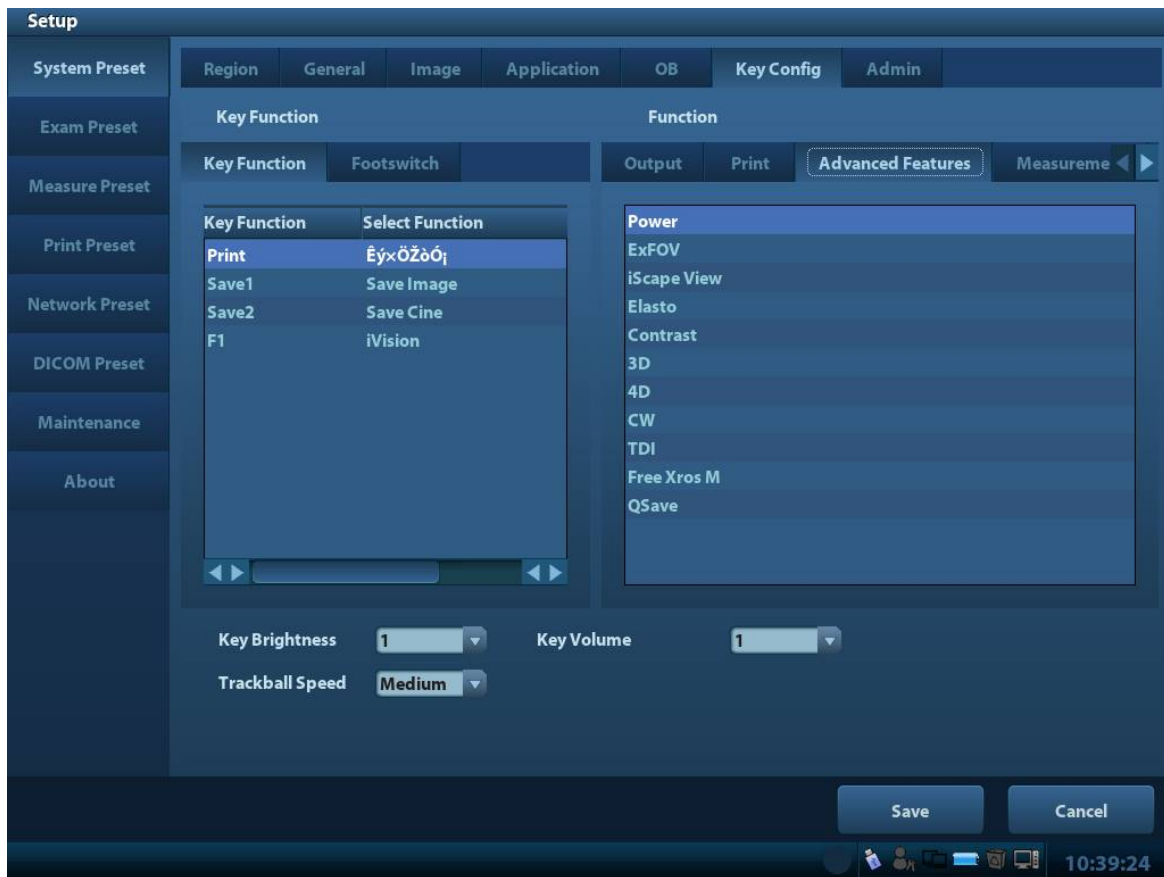 Setup
System Preset
Exam Preset
Measure Preset
Print Preset
Network Preset
DICOM Preset
Maintenance
About
Region General Image Application OB Key Config Admin
Key Function Function
Key Function Footswitch
Key Function Select Function
Print Êý×ÖŽòÓ¡
Save1 Save Image
Save2 Save Cine
F1 iVision
Output Print Advanced Features Measureme
Power
ExFOV
iScape View
Elasto
Contrast
3D
4D
CW
TDI
Free Xros M
QSave
Key Brightness 1 Key Volume 1
Trackball Speed Medium
Save Cancel
10:39:24